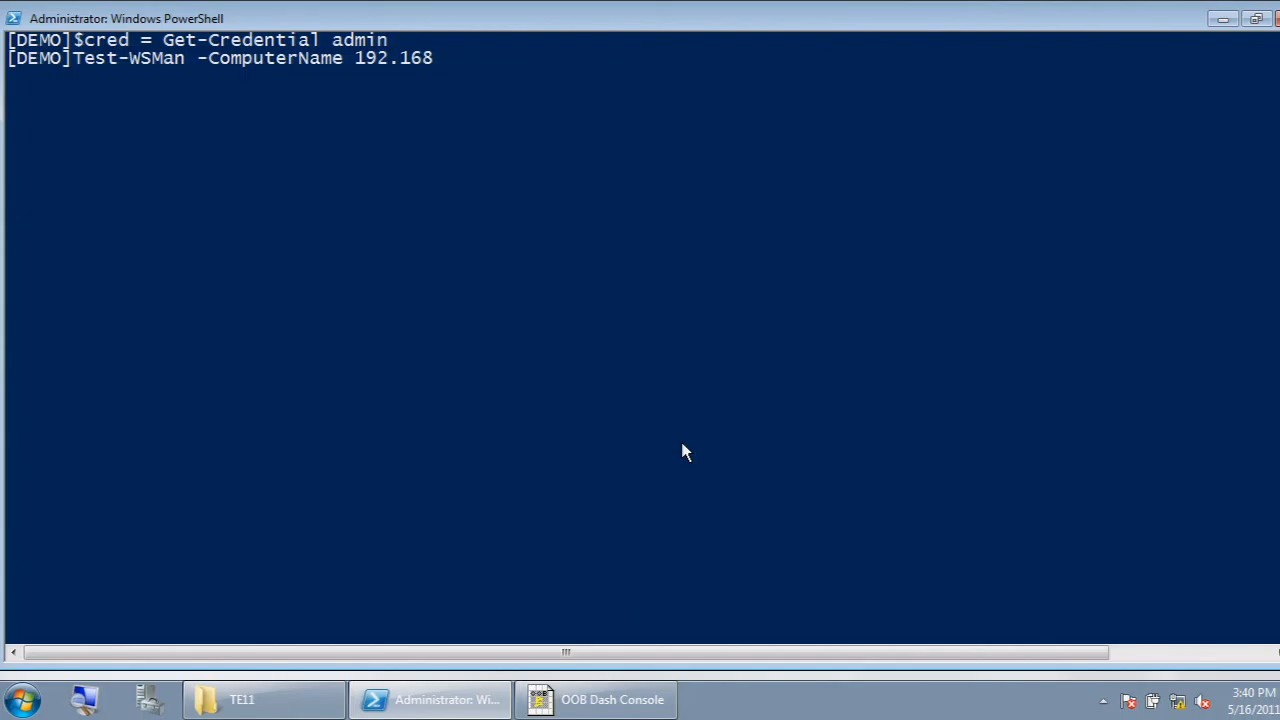 Administrator: Windows PowerShell
[DEMO]$cred = Get-Credential admin
[DEMO]Test-WSMan -ComputerName 192.168
TE11
Administrator: Wi...
OOB Dash Console
3:40 PM
5/16/2011